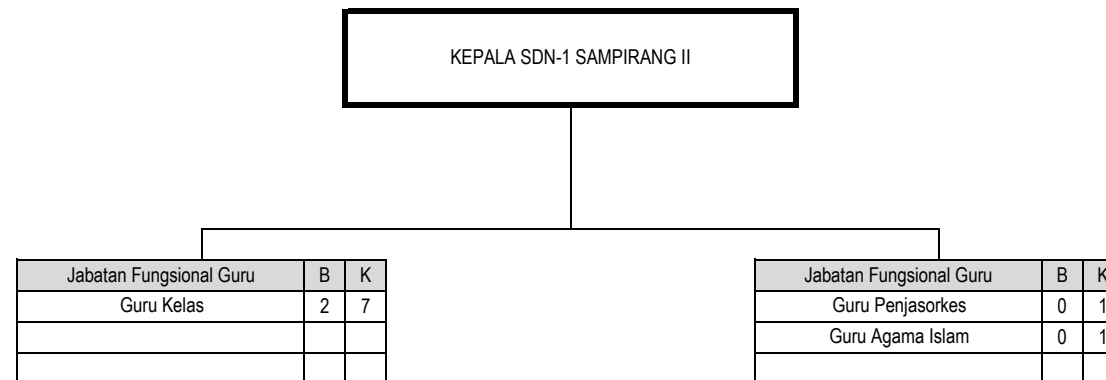 KEPALA SDN-1 SAMPIRANG II
Jabatan Fungsional Guru B K
Guru Kelas 2 7
Jabatan Fungsional Guru B K
Guru Penjasorkes 0 1
Guru Agama Islam 0 1